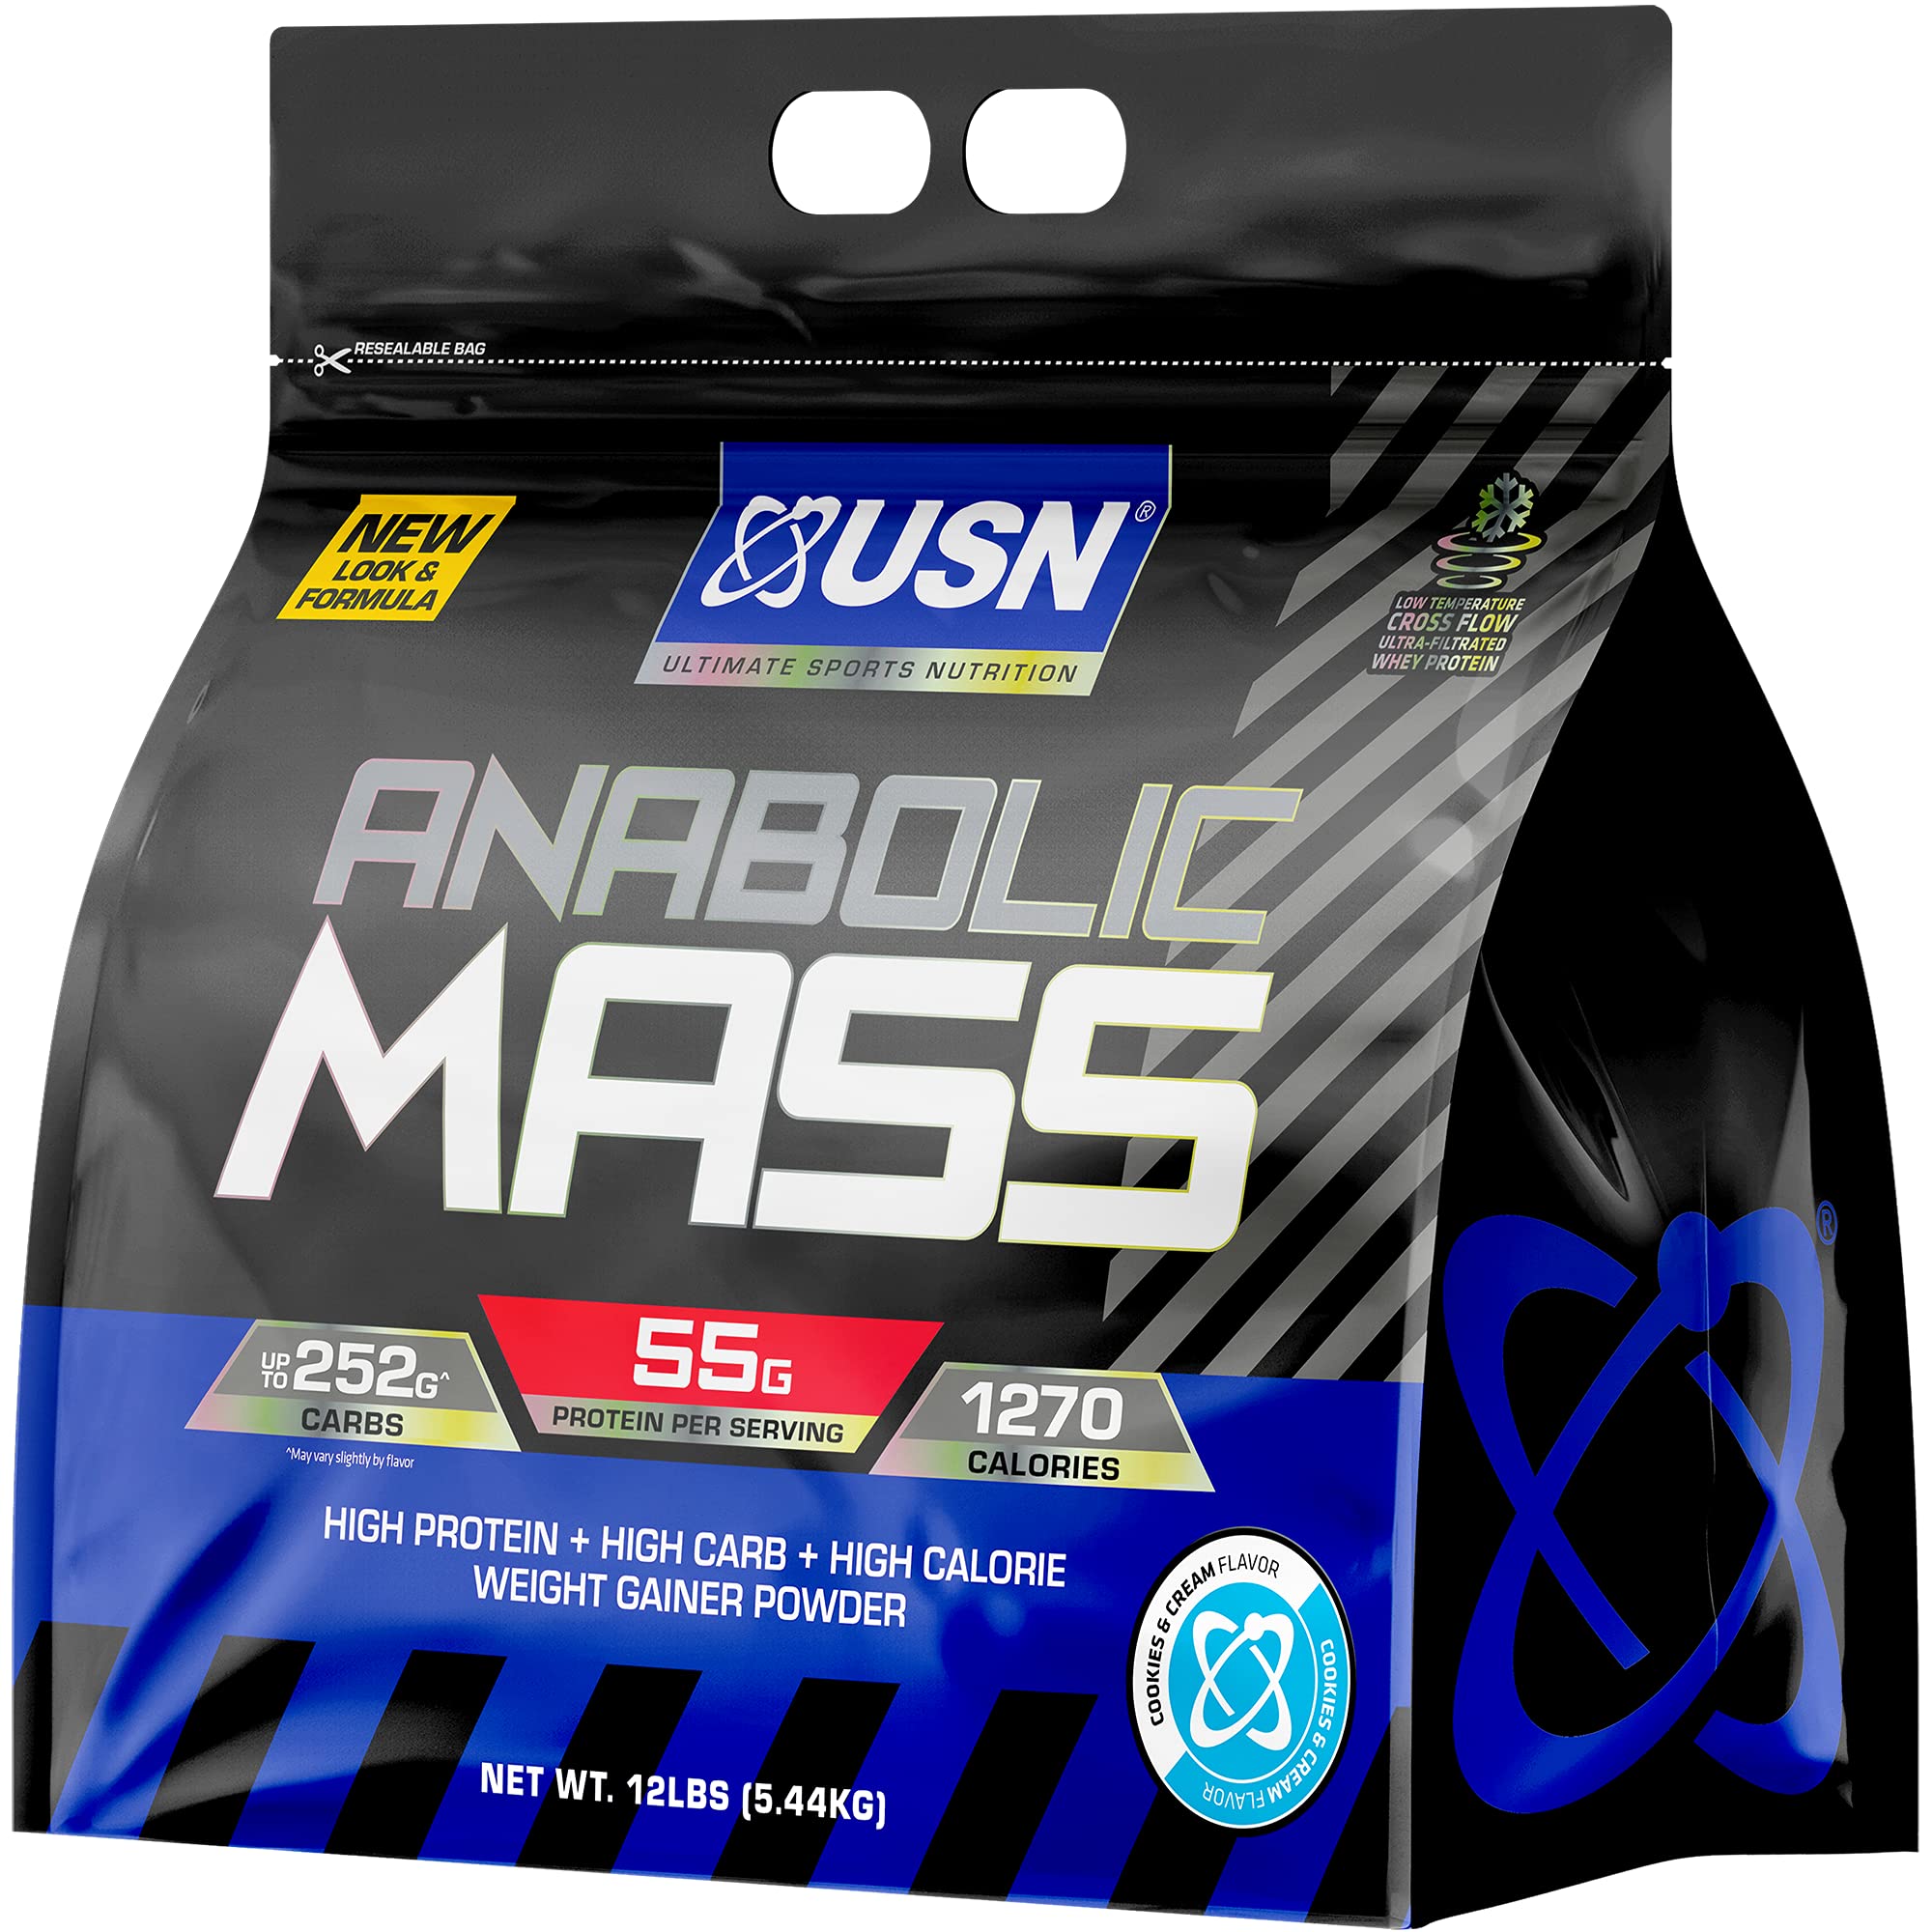 RESEALABLE BAG
NEW
LOOK &
FORMULA
USN®
ULTIMATE SPORTS NUTRITION
LOW TEMPERATURE
CROSS FLOW
ULTRA-FILTRATED
WHEY PROTEIN
ANABOLIC
MASS
UP TO 252G^
CARBS
^May vary slightly by flavor
55G
PROTEIN PER SERVING
1270
CALORIES
HIGH PROTEIN + HIGH CARB + HIGH CALORIE
WEIGHT GAINER POWDER
COOKIES & CREAM FLAVOR
COOKIES & CREAM FLAVOR
NET WT. 12LBS (5.44KG)
®